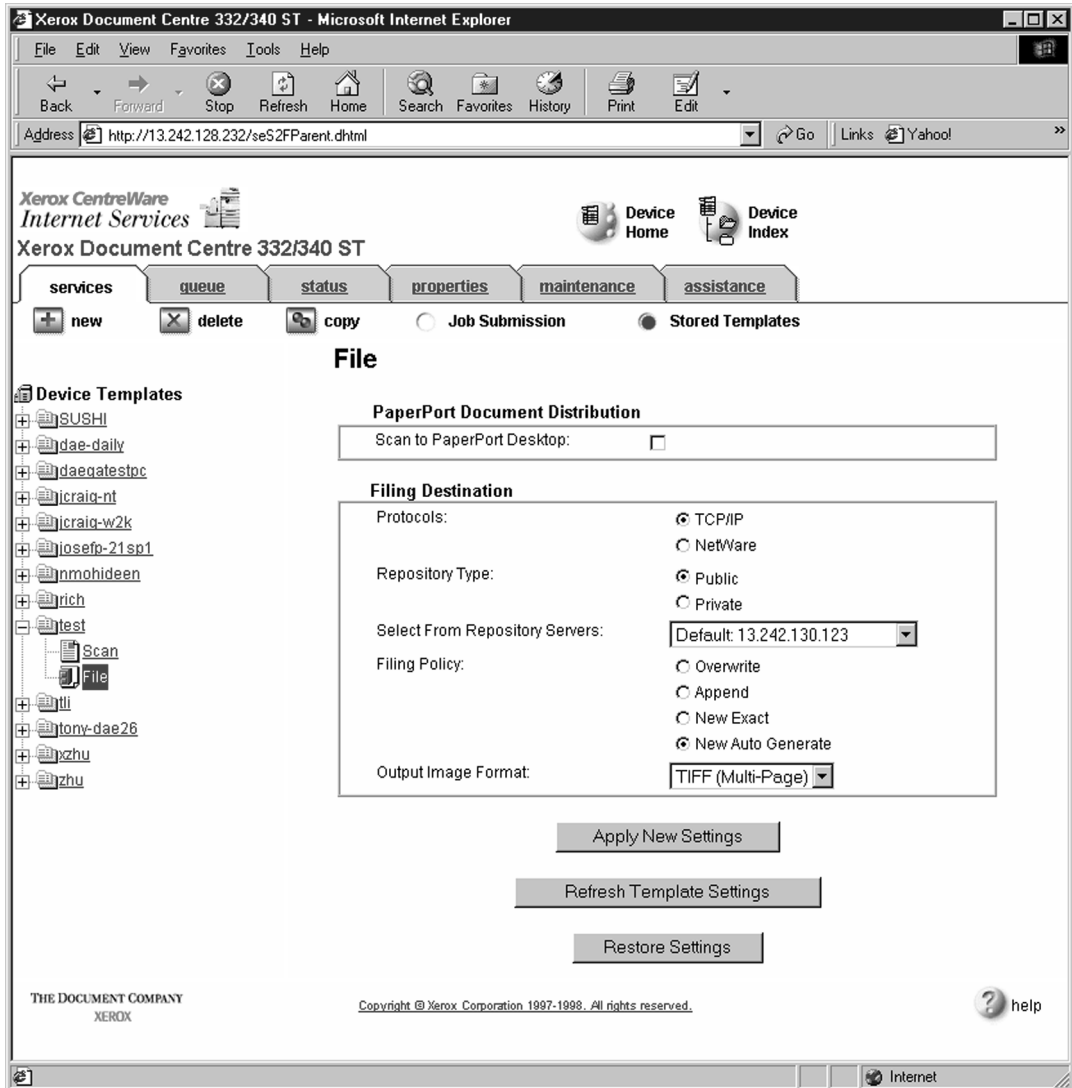 Xerox Document Centre 332/340 ST - Microsoft Internet Explorer
File Edit View Favorites Tools Help
Back Forward Stop Refresh Home Search Favorites History Print Edit
Address http://13.242.128.232/seS2FParent.dhtml Go Links Yahoo! »
Xerox CentreWare
Internet Services
Xerox Document Centre 332/340 ST
Device Home
Device Index
services queue status properties maintenance assistance
new delete copy Job Submission Stored Templates
File
Device Templates
SUSHI
dae-daily
daeqatestpc
jcraig-nt
jcraig-w2k
josefp-21sp1
nmohideen
rich
test
Scan
File
tli
tony-dae26
xzhu
zhu
PaperPort Document Distribution
Scan to PaperPort Desktop:
Filing Destination
Protocols: TCP/IP
NetWare
Repository Type: Public
Private
Select From Repository Servers: Default: 13.242.130.123
Filing Policy: Overwrite
Append
New Exact
New Auto Generate
Output Image Format: TIFF (Multi-Page)
Apply New Settings
Refresh Template Settings
Restore Settings
THE DOCUMENT COMPANY
XEROX
Copyright © Xerox Corporation 1997-1998. All rights reserved.
help
Internet